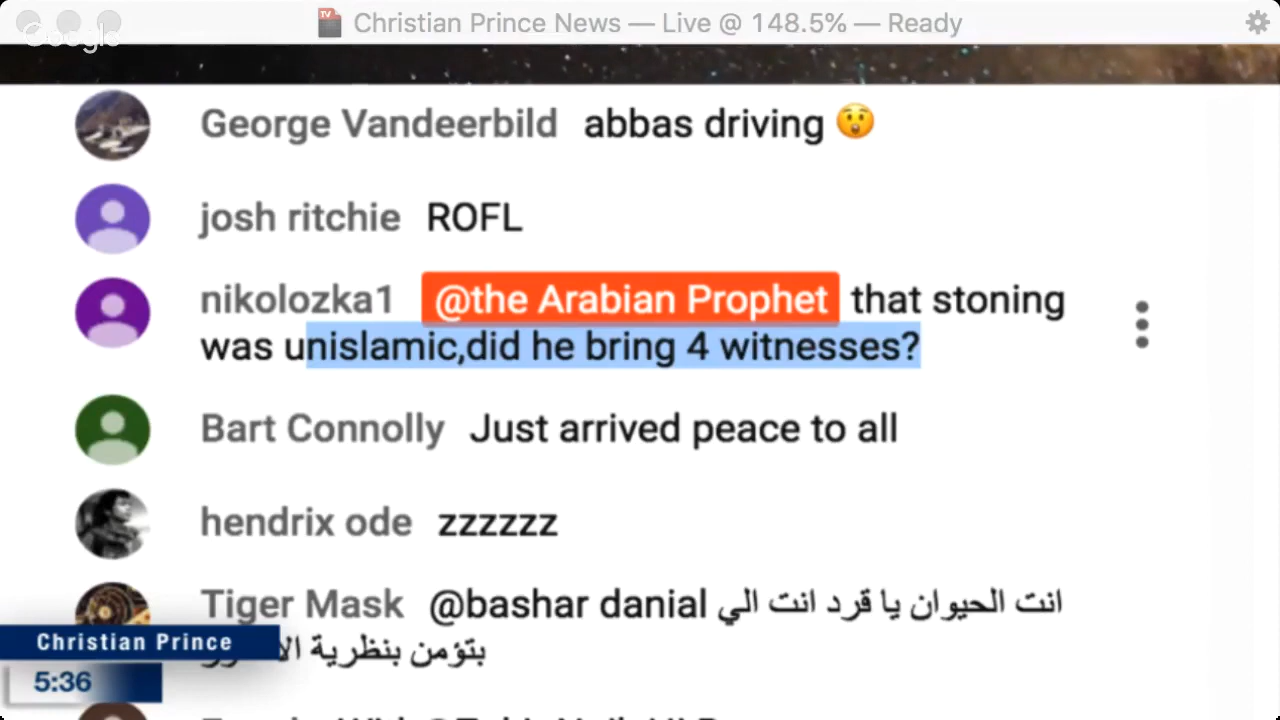 Google
Christian Prince News — Live @ 148.5% — Ready
George Vandeerbild abbas driving 😲
josh ritchie ROFL
nikolozka1 @the Arabian Prophet that stoning
was unislamic,did he bring 4 witnesses?
Bart Connolly Just arrived peace to all
hendrix ode zzzzzz
Tiger Mask @bashar danial انت الحيوان يا قرد انت الي
بتؤمن بنظرية
Christian Prince
5:36